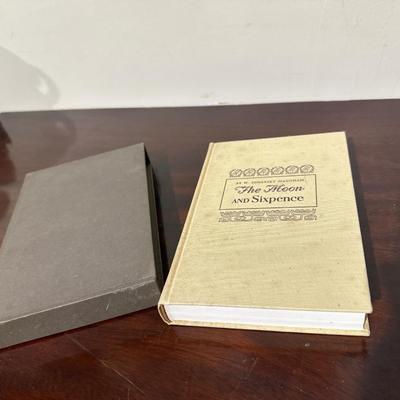 BY W. SOMERSET MAUGHAM
The Moon
AND Sixpence